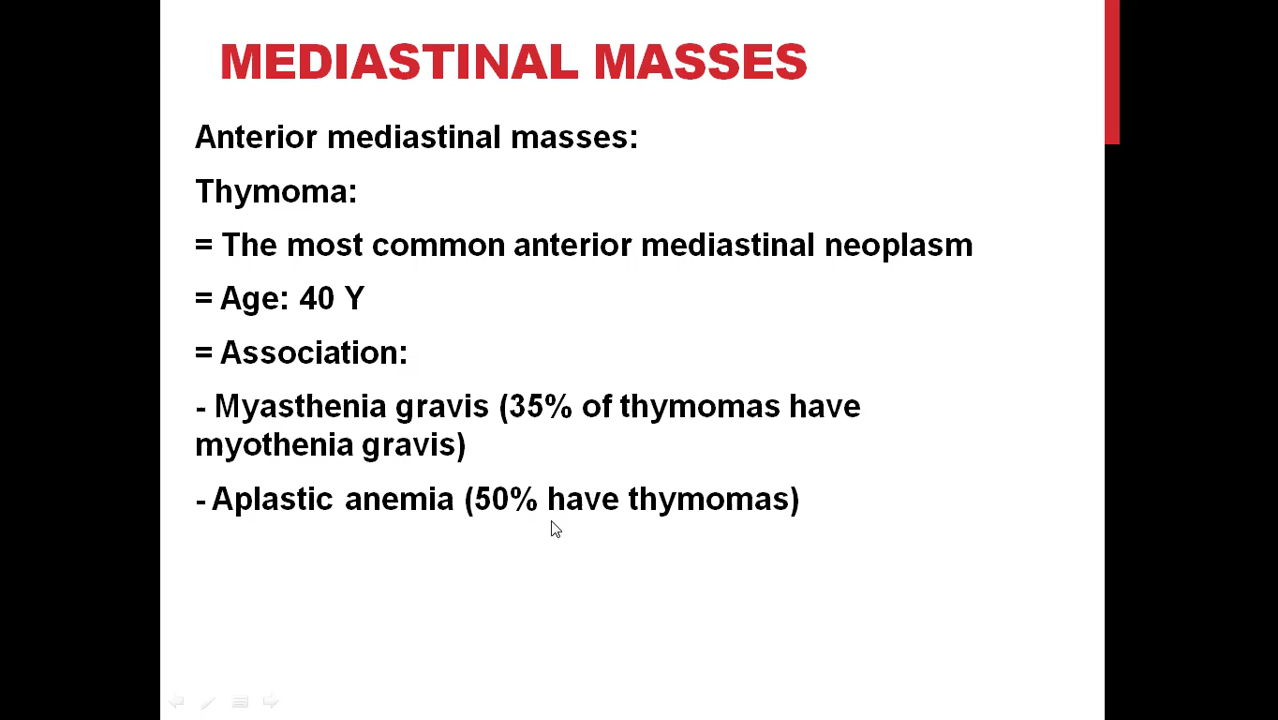 MEDIASTINAL MASSES
Anterior mediastinal masses:
Thymoma:
= The most common anterior mediastinal neoplasm
= Age: 40 Y
= Association:
- Myasthenia gravis (35% of thymomas have
myothenia gravis)
- Aplastic anemia (50% have thymomas)